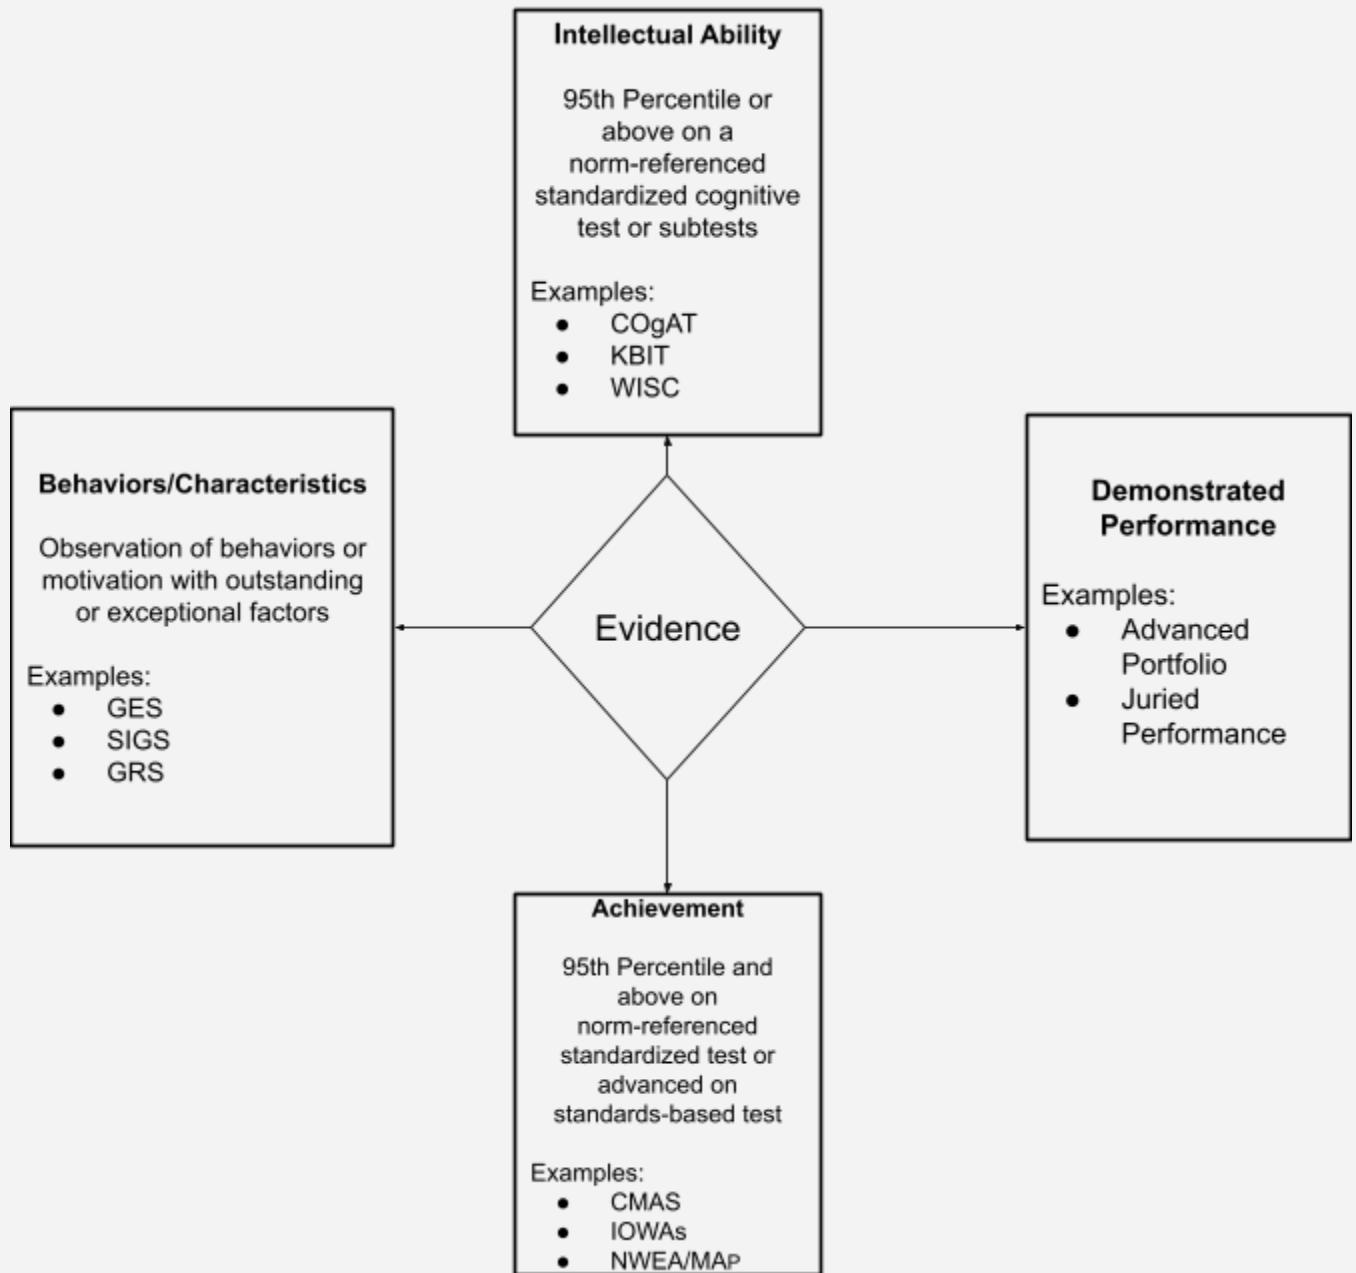 Intellectual Ability
95th Percentile or
above on a
norm-referenced
standardized cognitive
test or subtests
Examples:
● COgAT
● KBIT
● WISC
Behaviors/Characteristics
Observation of behaviors or
motivation with outstanding
or exceptional factors
Examples:
● GES
● SIGS
● GRS
Evidence
Demonstrated
Performance
Examples:
● Advanced
Portfolio
● Juried
Performance
Achievement
95th Percentile and
above on
norm-referenced
standardized test or
advanced on
standards-based test
Examples:
● CMAS
● IOWAs
● NWEA/MAP